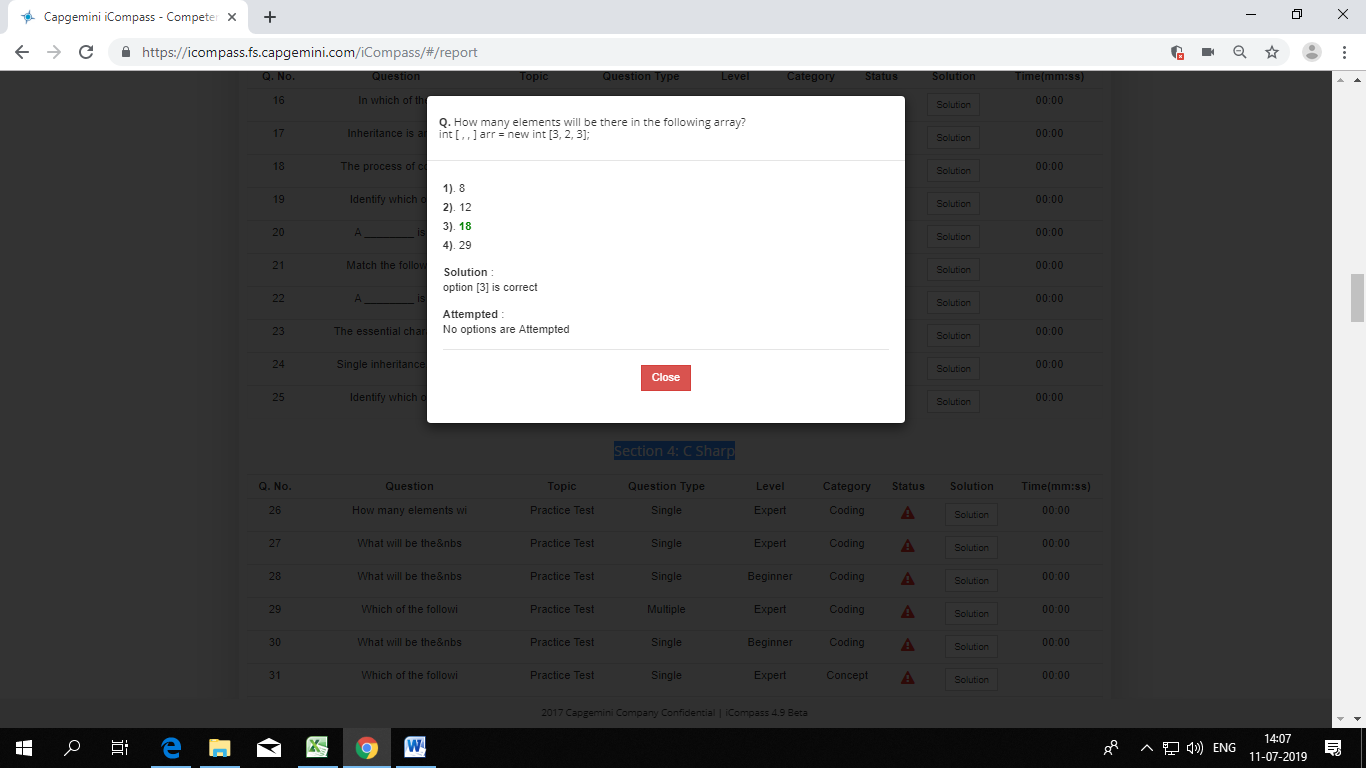 Capgemini iCompass - Competen
https://icompass.fs.capgemini.com/iCompass/#/report
Q. No. Question Topic Question Type Level Category Status Solution Time(mm:ss)
16 In which of th Solution 00:00
17 Inheritance is a Solution 00:00
18 The process of c Solution 00:00
19 Identify which o Solution 00:00
20 A ________ is Solution 00:00
21 Match the follow Solution 00:00
22 A ________ is Solution 00:00
23 The essential char Solution 00:00
24 Single inheritance Solution 00:00
25 Identify which o Solution 00:00
Q. How many elements will be there in the following array?
int [ , , ] arr = new int [3, 2, 3];
1). 8
2). 12
3). 18
4). 29
Solution :
option [3] is correct
Attempted :
No options are Attempted
Close
Section 4: C Sharp
Q. No. Question Topic Question Type Level Category Status Solution Time(mm:ss)
26 How many elements wi Practice Test Single Expert Coding Solution 00:00
27 What will be the&nbs Practice Test Single Expert Coding Solution 00:00
28 What will be the&nbs Practice Test Single Beginner Coding Solution 00:00
29 Which of the followi Practice Test Multiple Expert Coding Solution 00:00
30 What will be the&nbs Practice Test Single Beginner Coding Solution 00:00
31 Which of the followi Practice Test Single Expert Concept Solution 00:00
2017 Capgemini Company Confidential | iCompass 4.9 Beta
ENG
14:07
11-07-2019